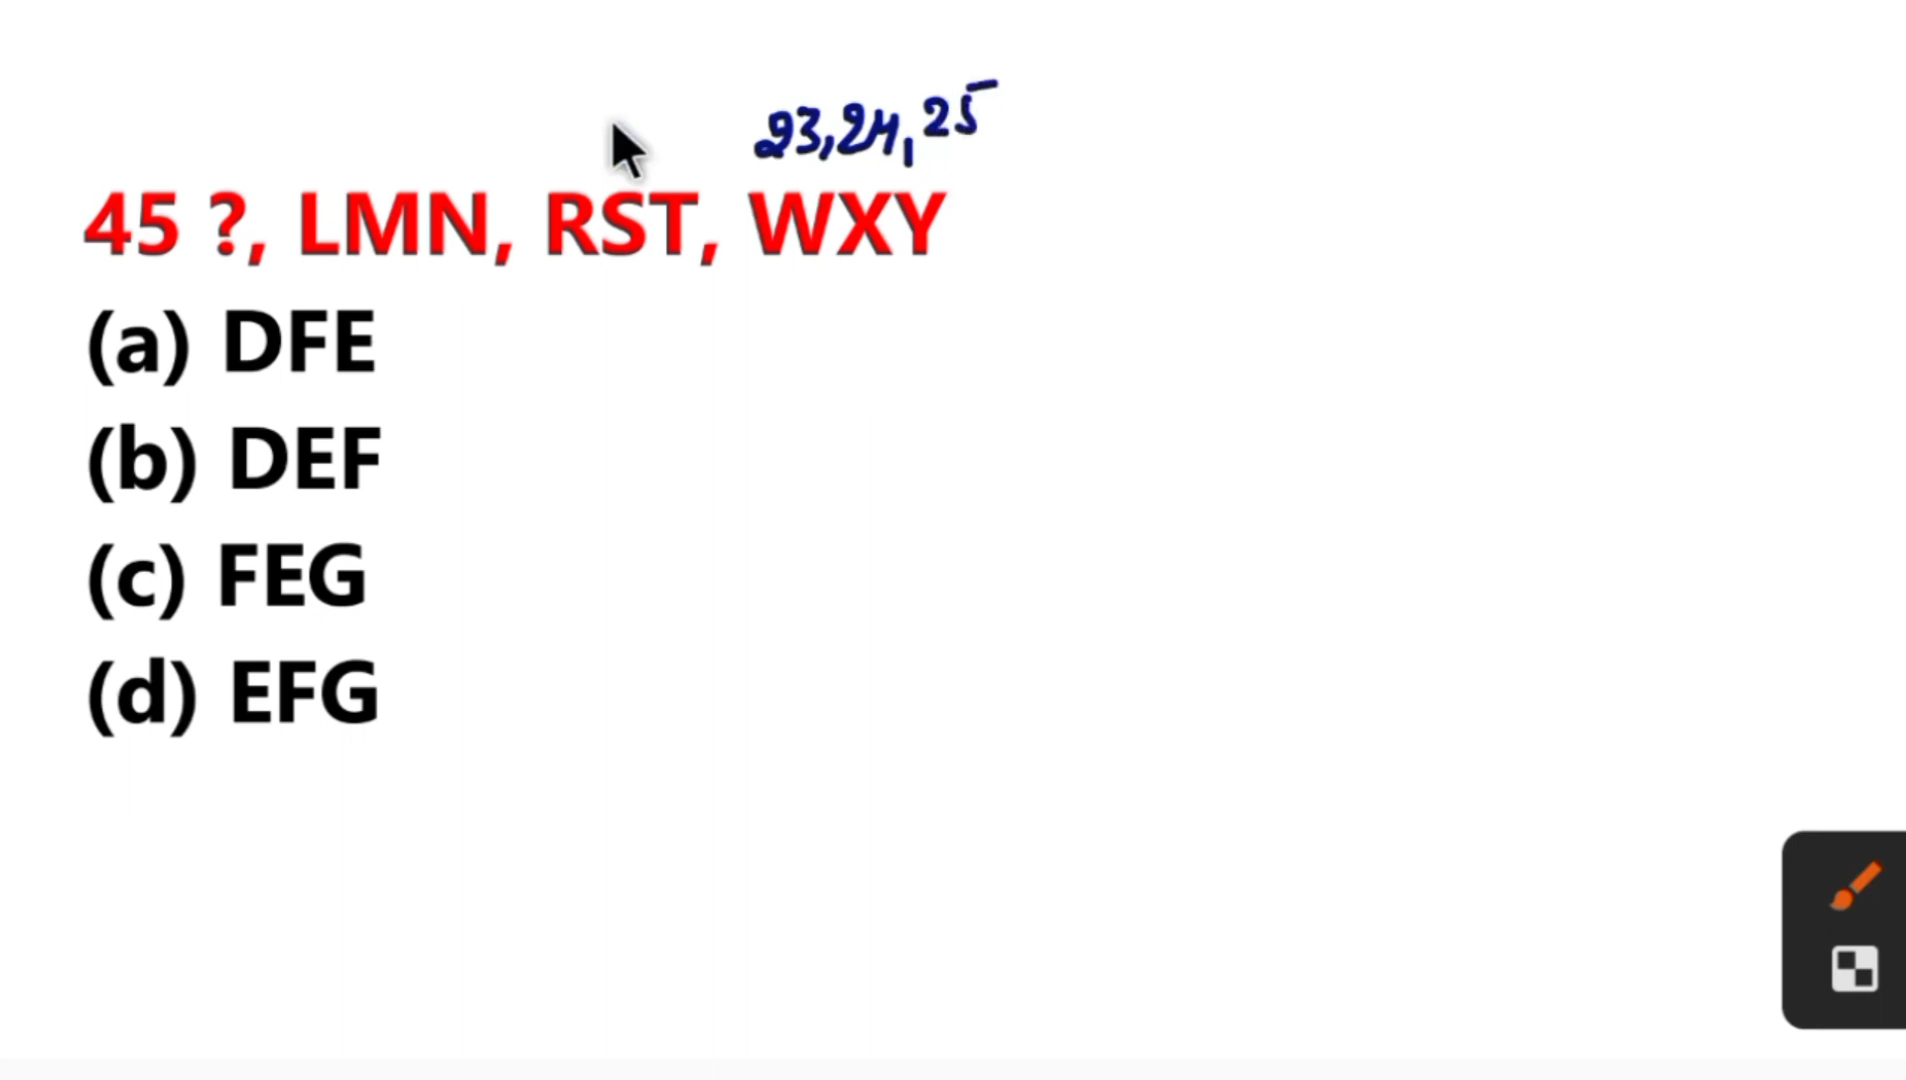 23,24,25
45 ?, LMN, RST, WXY
(a) DFE
(b) DEF
(c) FEG
(d) EFG